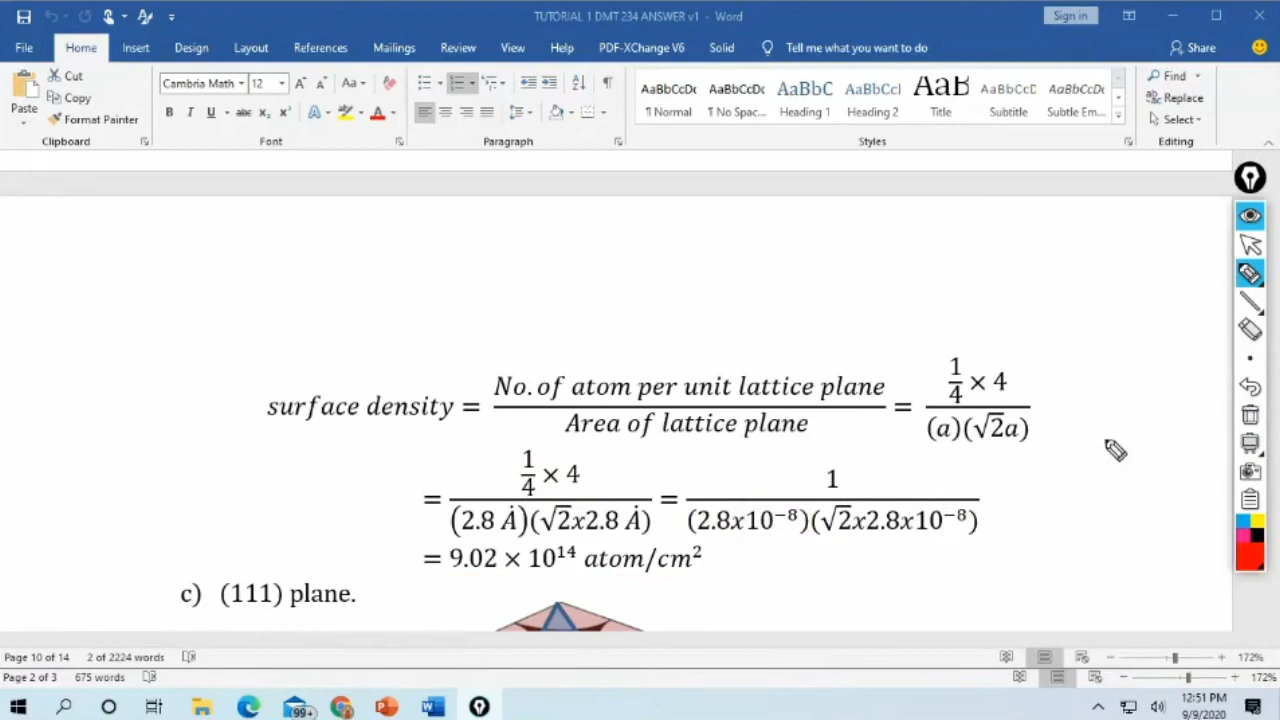 TUTORIAL 1 DMT 234 ANSWER v1 - Word
Sign in
File Home Insert Design Layout References Mailings Review View Help PDF-XChange V6 Solid Tell me what you want to do Share
Paste
Cut
Copy
Format Painter
Clipboard
Cambria Math 12 Aa
B I U abc x₂ x² A A
Font
Paragraph
AaBbCcDc AaBbCcDc AaBbC AaBbCcI AaB AaBbCcD AaBbCcDc
¶ Normal ¶ No Spac... Heading 1 Heading 2 Title Subtitle Subtle Em...
Styles
Find
Replace
Select
Editing
surface density = No. of atom per unit lattice plane / Area of lattice plane = 1/4 × 4 / (a)(√2a)
= 1/4 × 4 / (2.8 Ȧ)(√2x2.8 Ȧ) = 1 / (2.8x10⁻⁸)(√2x2.8x10⁻⁸)
= 9.02 × 10¹⁴ atom/cm²
c) (111) plane.
Page 10 of 14 2 of 2224 words 172%
Page 2 of 3 675 words 172%
99+
12:51 PM
9/9/2020